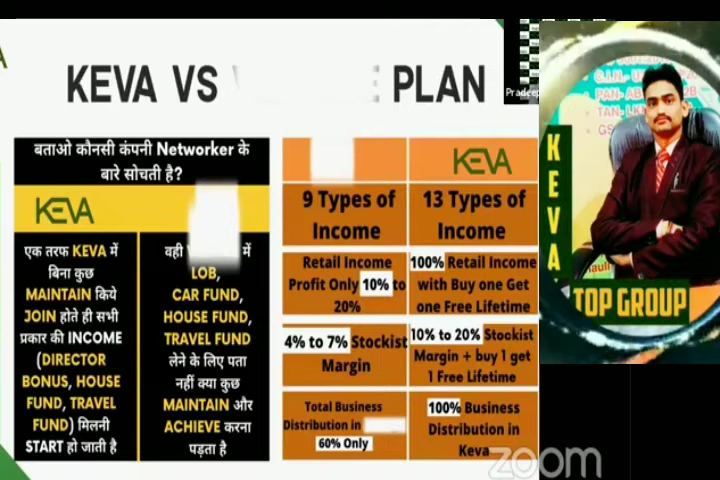 KEVA VS
PLAN
Pradeep
बताओ कौनसी कंपनी Networker के
बारे सोचती है?
KEVA
एक तरफ KEVA में
बिना कुछ
MAINTAIN किये
JOIN होते ही सभी
प्रकार की INCOME
(DIRECTOR
BONUS, HOUSE
FUND, TRAVEL
FUND) मिलनी
START हो जाती है
वही में
LOB,
CAR FUND,
HOUSE FUND,
TRAVEL FUND
लेने के लिए पता
नहीं क्या कुछ
MAINTAIN और
ACHIEVE करना
पड़ता है
KEVA
9 Types of
Income
13 Types of
Income
Retail Income
Profit Only 10% to
20%
100% Retail Income
with Buy one Get
one Free Lifetime
4% to 7% Stockist
Margin
10% to 20% Stockist
Margin + buy 1 get
1 Free Lifetime
Total Business
Distribution in
60% Only
100% Business
Distribution in
Keva
zoom
KEVA
TOP GROUP